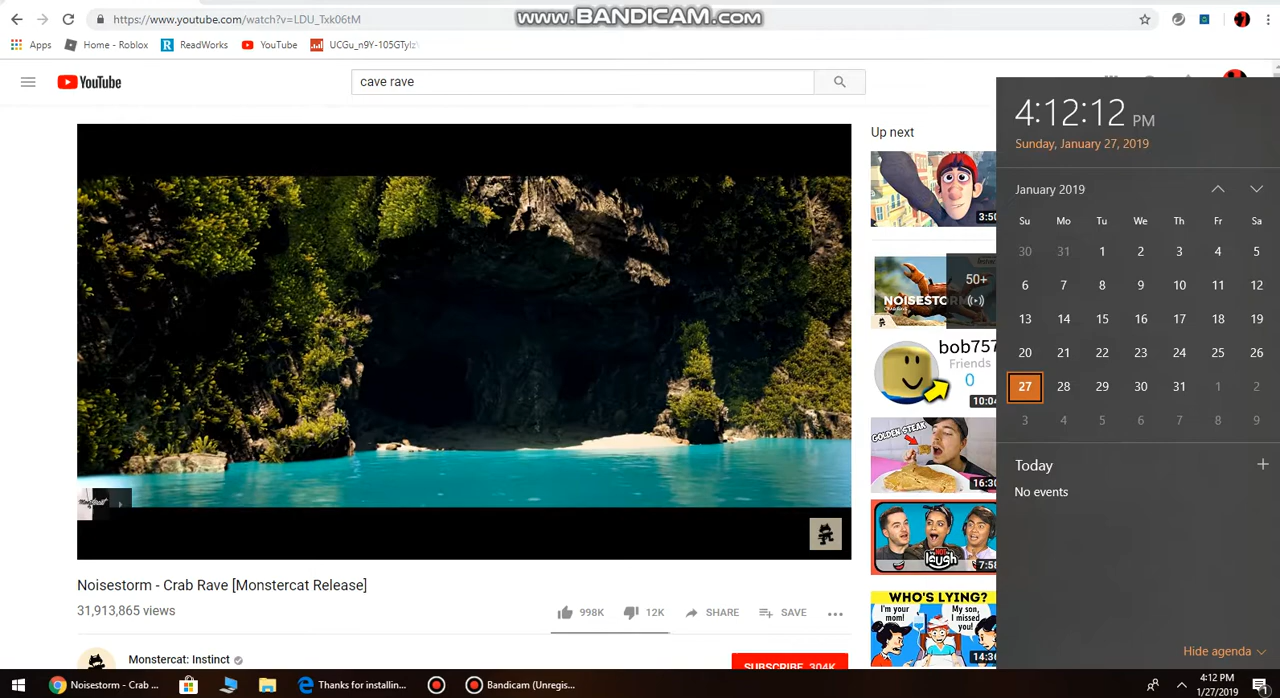 https://www.youtube.com/watch?v=LDU_Txk06tM
www.BANDICAM.com
Apps
Home - Roblox
ReadWorks
YouTube
UCGu_n9Y-105GTylz
YouTube
cave rave
Up next
3:50
50+
NOISESTORM
bob757
Friends
0
10:04
GOLDEN STEAK
16:30
laugh
7:58
WHO'S LYING?
I'm your mom!
My son, I missed you!
14:36
Noisestorm - Crab Rave [Monstercat Release]
31,913,865 views
998K
12K
SHARE
SAVE
Monstercat: Instinct
SUBSCRIBE 304K
4:12:12 PM
Sunday, January 27, 2019
January 2019
Su Mo Tu We Th Fr Sa
30 31 1 2 3 4 5
6 7 8 9 10 11 12
13 14 15 16 17 18 19
20 21 22 23 24 25 26
27 28 29 30 31 1 2
3 4 5 6 7 8 9
Today
No events
Hide agenda
Noisestorm - Crab ...
Thanks for installin...
Bandicam (Unregis...
4:12 PM
1/27/2019
1